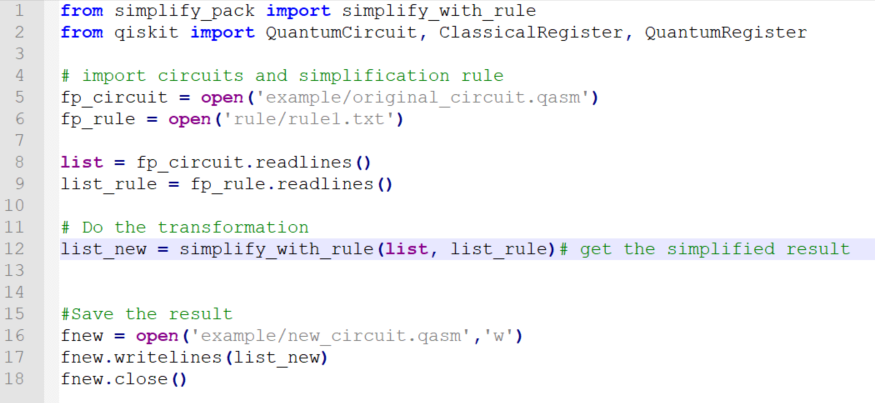 1 from simplify_pack import simplify_with_rule
2 from qiskit import QuantumCircuit, ClassicalRegister, QuantumRegister
3
4 # import circuits and simplification rule
5 fp_circuit = open('example/original_circuit.qasm')
6 fp_rule = open('rule/rule1.txt')
7
8 list = fp_circuit.readlines()
9 list_rule = fp_rule.readlines()
10
11 # Do the transformation
12 list_new = simplify_with_rule(list, list_rule)# get the simplified result
13
14
15 #Save the result
16 fnew = open('example/new_circuit.qasm','w')
17 fnew.writelines(list_new)
18 fnew.close()